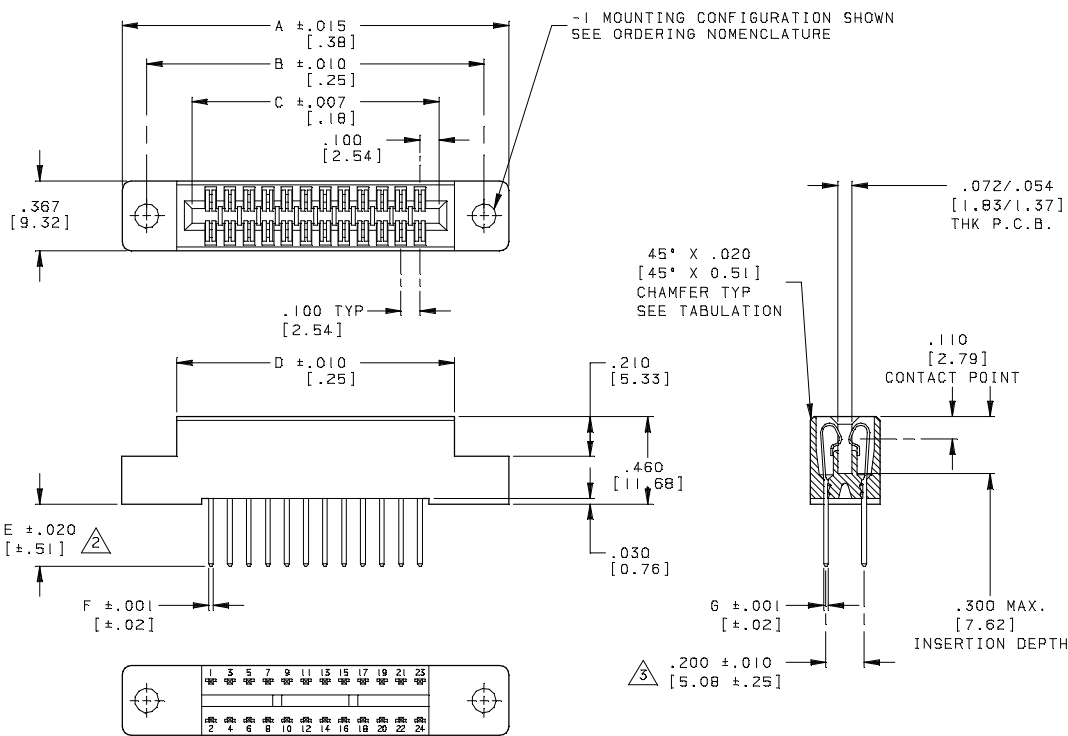 A ±.015
[.38]
-1 MOUNTING CONFIGURATION SHOWN
SEE ORDERING NOMENCLATURE
B ±.010
[.25]
C ±.007
[.18]
.100
[2.54]
.367
[9.32]
.072/.054
[1.83/1.37]
THK P.C.B.
45° X .020
[45° X 0.51]
CHAMFER TYP
SEE TABULATION
.100 TYP
[2.54]
.110
[2.79]
CONTACT POINT
D ±.010
[.25]
.210
[5.33]
.460
[11.68]
E ±.020
[±.51]
2
.030
[0.76]
F ±.001
[±.02]
G ±.001
[±.02]
.300 MAX.
[7.62]
INSERTION DEPTH
3
.200 ±.010
[5.08 ±.25]
1 3 5 7 9 11 13 15 17 19 21 23
2 4 6 8 10 12 14 16 18 20 22 24